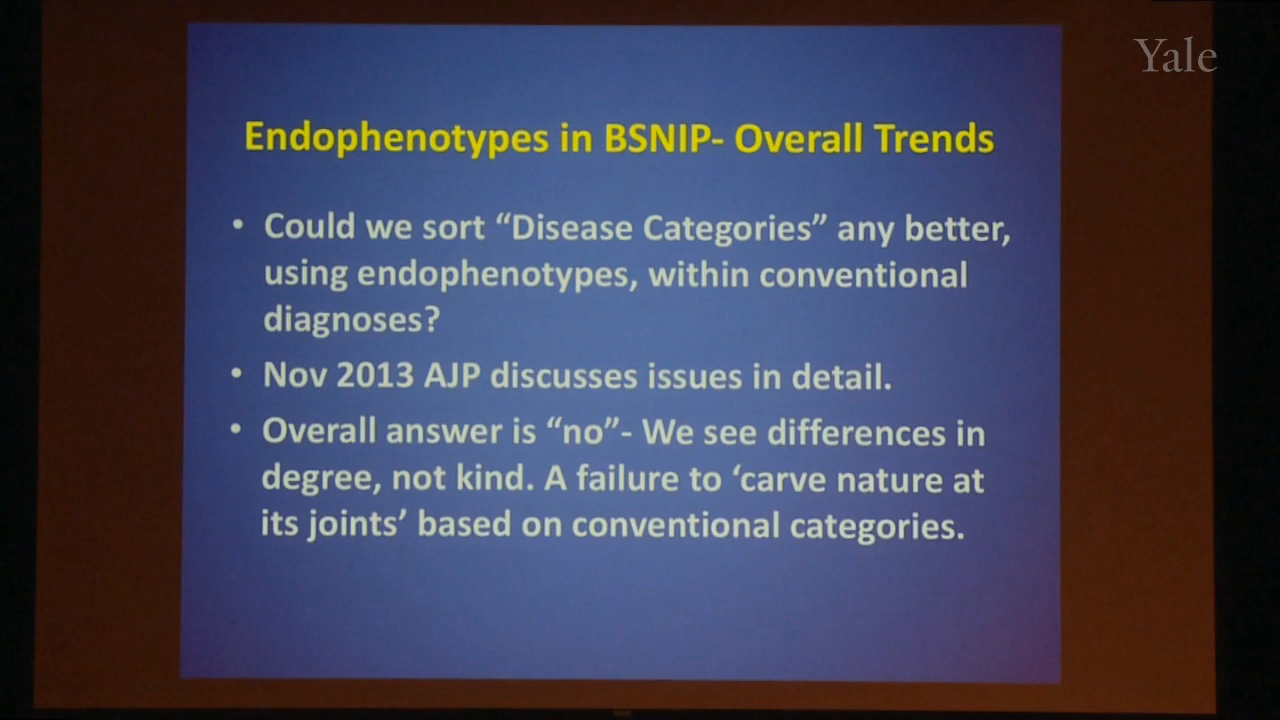 Yale
Endophenotypes in BSNIP- Overall Trends
• Could we sort “Disease Categories” any better,
using endophenotypes, within conventional
diagnoses?
• Nov 2013 AJP discusses issues in detail.
• Overall answer is “no”- We see differences in
degree, not kind. A failure to ‘carve nature at
its joints’ based on conventional categories.